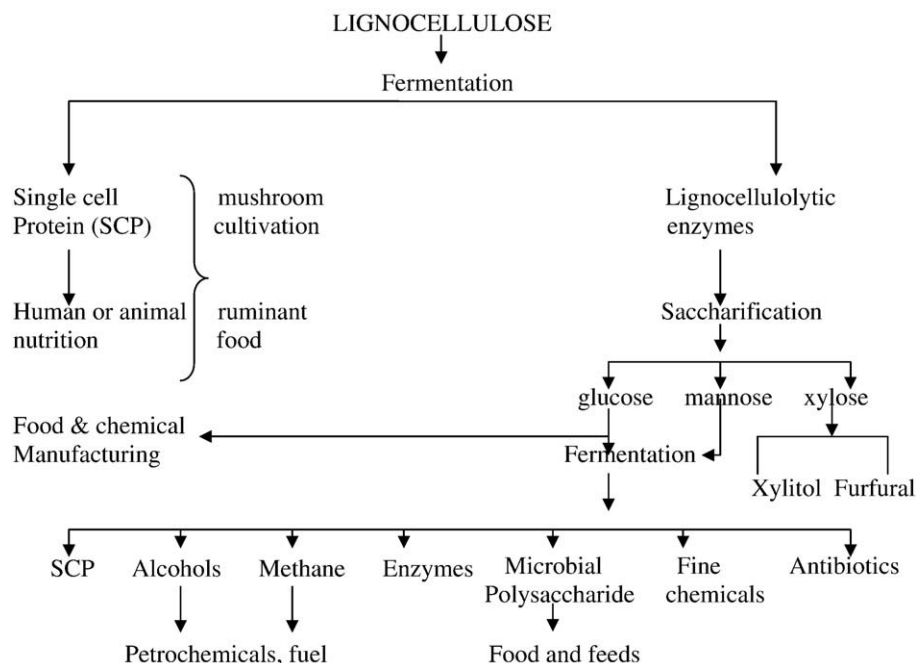 LIGNOCELLULOSE
Fermentation
Single cell
Protein (SCP)
mushroom
cultivation
Lignocellulolytic
enzymes
Human or animal
nutrition
ruminant
food
Saccharification
glucose
mannose
xylose
Food & chemical
Manufacturing
Fermentation
Xylitol
Furfural
SCP
Alcohols
Methane
Enzymes
Microbial
Polysaccharide
Fine
chemicals
Antibiotics
Petrochemicals, fuel
Food and feeds